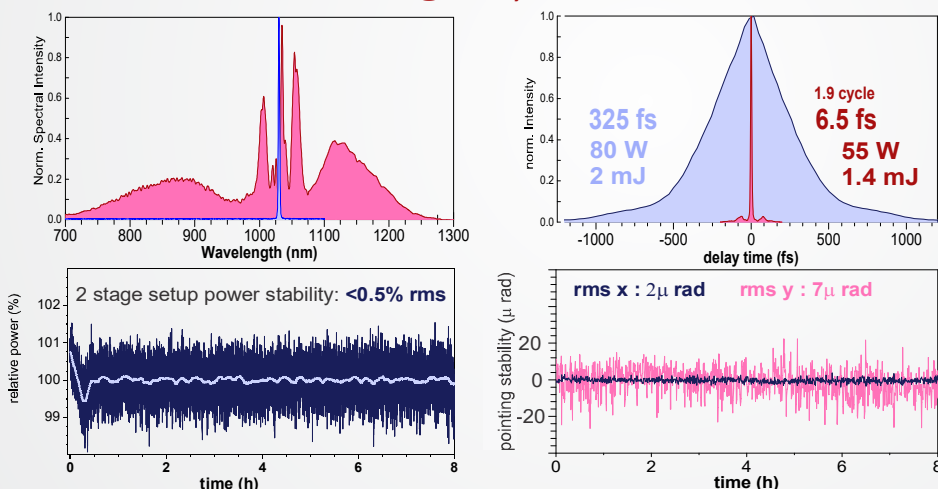 Norm. Spectral Intensity
1.0
0.8
0.6
0.4
0.2
0.0
700 800 900 1000 1100 1200 1300
Wavelength (nm)
norm. Intensity
1.0
0.8
0.6
0.4
0.2
0.0
325 fs
80 W
2 mJ
1.9 cycle
6.5 fs
55 W
1.4 mJ
-1000 -500 0 500 1000
delay time (fs)
2 stage setup power stability: <0.5% rms
relative power (%)
102
101
100
99
0 2 4 6 8
time (h)
rms x : 2μ rad rms y : 7μ rad
pointing stability (μ rad)
20
0
-20
0 2 4 6 8
time (h)